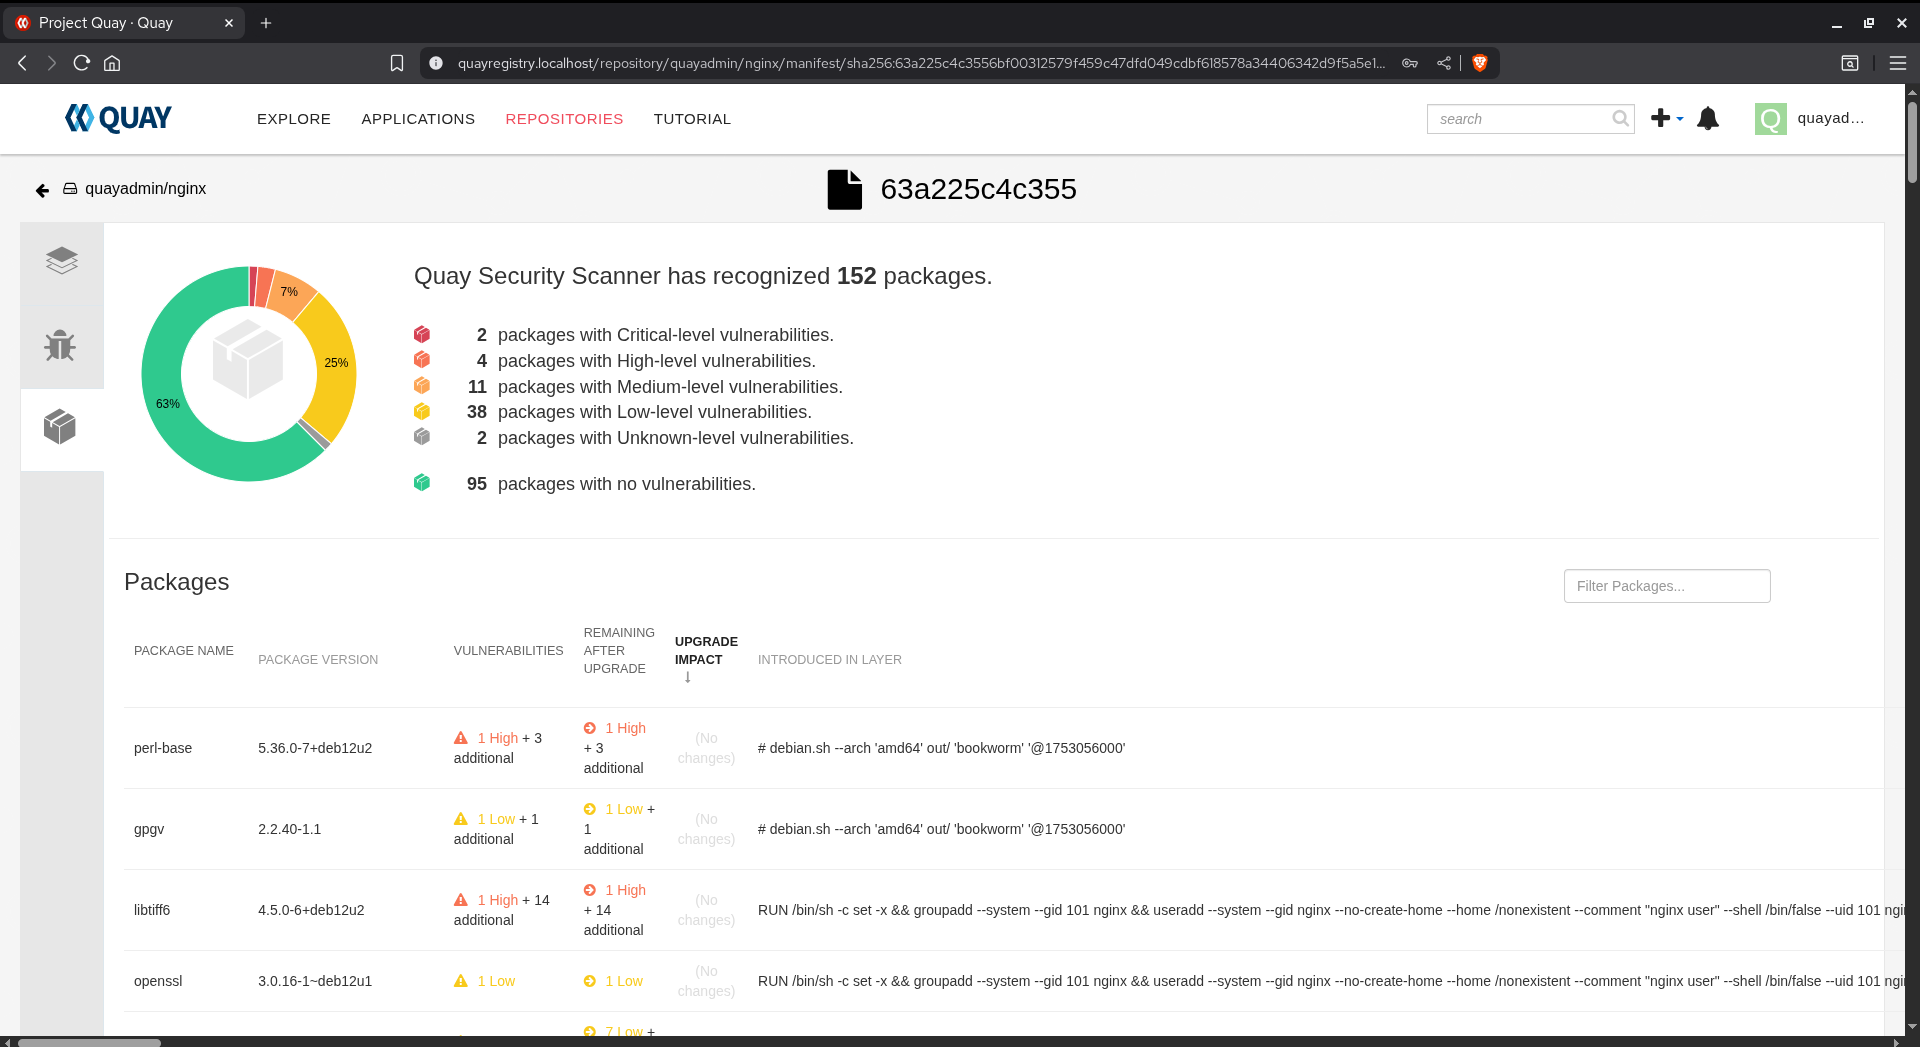 Project Quay · Quay
quayregistry.localhost/repository/quayadmin/nginx/manifest/sha256:63a225c4c3556bf00312579f459c47dfd049cdbf618578a34406342d9f5a5e1...
QUAY
EXPLORE
APPLICATIONS
REPOSITORIES
TUTORIAL
search
Q
quayad...
quayadmin/nginx
63a225c4c355
7%
25%
63%
Quay Security Scanner has recognized 152 packages.
2 packages with Critical-level vulnerabilities.
4 packages with High-level vulnerabilities.
11 packages with Medium-level vulnerabilities.
38 packages with Low-level vulnerabilities.
2 packages with Unknown-level vulnerabilities.
95 packages with no vulnerabilities.
Packages
Filter Packages...
PACKAGE NAME
PACKAGE VERSION
VULNERABILITIES
REMAINING
AFTER
UPGRADE
UPGRADE
IMPACT
↓
INTRODUCED IN LAYER
perl-base
5.36.0-7+deb12u2
1 High + 3
additional
1 High
+ 3
additional
(No
changes)
# debian.sh --arch 'amd64' out/ 'bookworm' '@1753056000'
gpgv
2.2.40-1.1
1 Low + 1
additional
1 Low +
1
additional
(No
changes)
# debian.sh --arch 'amd64' out/ 'bookworm' '@1753056000'
libtiff6
4.5.0-6+deb12u2
1 High + 14
additional
1 High
+ 14
additional
(No
changes)
RUN /bin/sh -c set -x && groupadd --system --gid 101 nginx && useradd --system --gid nginx --no-create-home --home /nonexistent --comment "nginx user" --shell /bin/false --uid 101 ngi
openssl
3.0.16-1~deb12u1
1 Low
1 Low
(No
changes)
RUN /bin/sh -c set -x && groupadd --system --gid 101 nginx && useradd --system --gid nginx --no-create-home --home /nonexistent --comment "nginx user" --shell /bin/false --uid 101 ngi
7 Low +